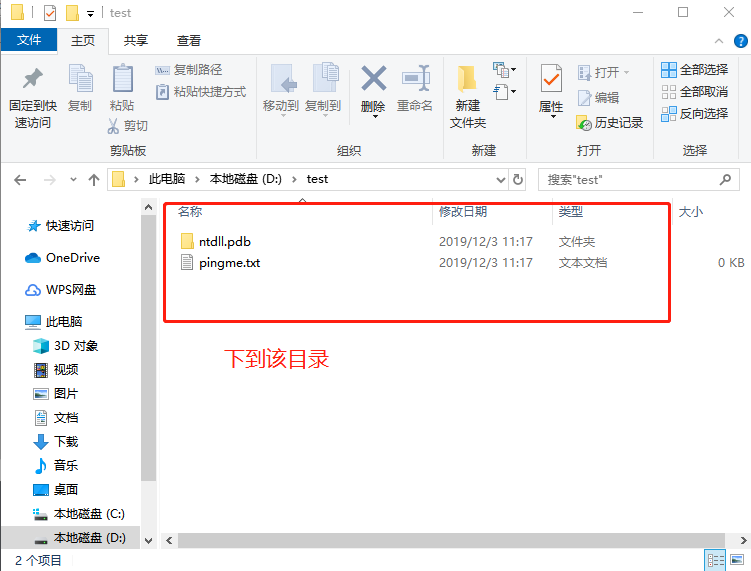 test
文件 主页 共享 查看
固定到快速访问
复制
粘贴
复制路径
粘贴快捷方式
剪切
剪贴板
移动到
复制到
删除
重命名
组织
新建
文件夹
新建
属性
打开
编辑
历史记录
打开
全部选择
全部取消
反向选择
选择
此电脑 本地磁盘 (D:) test
搜索"test"
快速访问
OneDrive
WPS网盘
此电脑
3D 对象
视频
图片
文档
下载
音乐
桌面
本地磁盘 (C:)
本地磁盘 (D:)
名称 修改日期 类型 大小
ntdll.pdb 2019/12/3 11:17 文件夹
pingme.txt 2019/12/3 11:17 文本文档 0 KB
下到该目录
2 个项目